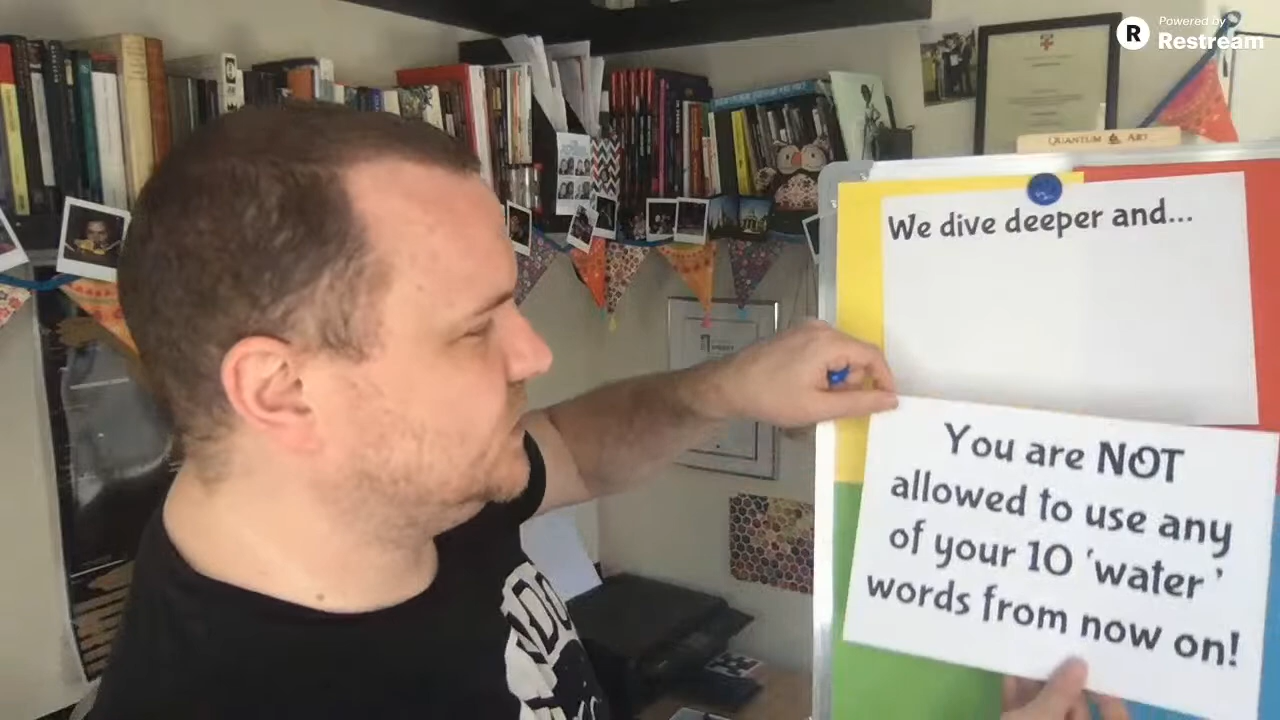 Powered by
Restream
QUANTUM ART
We dive deeper and...
You are NOT
allowed to use any
of your 10 'water'
words from now on!